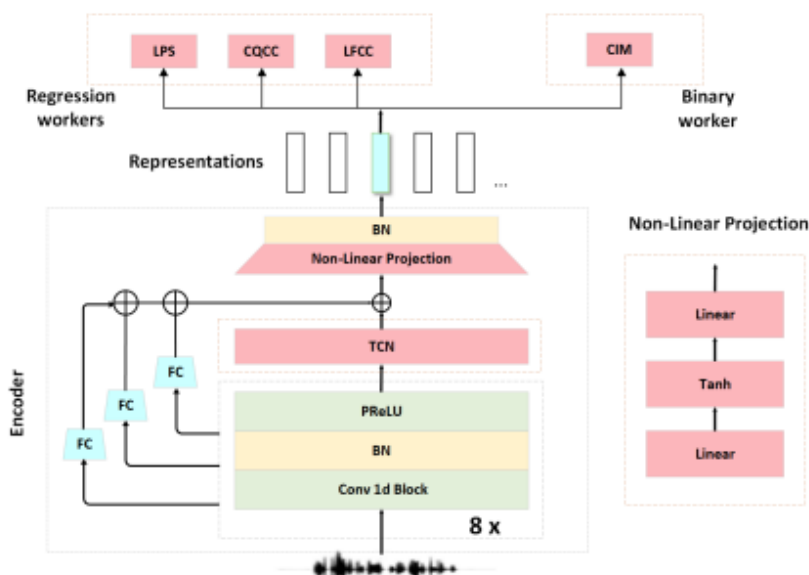 LPS
CQCC
LFCC
CIM
Regression
workers
Binary
worker
Representations
...
BN
Non-Linear Projection
Non-Linear Projection
TCN
Linear
FC
FC
FC
Tanh
PReLU
BN
Linear
Conv 1d Block
8 x
Encoder